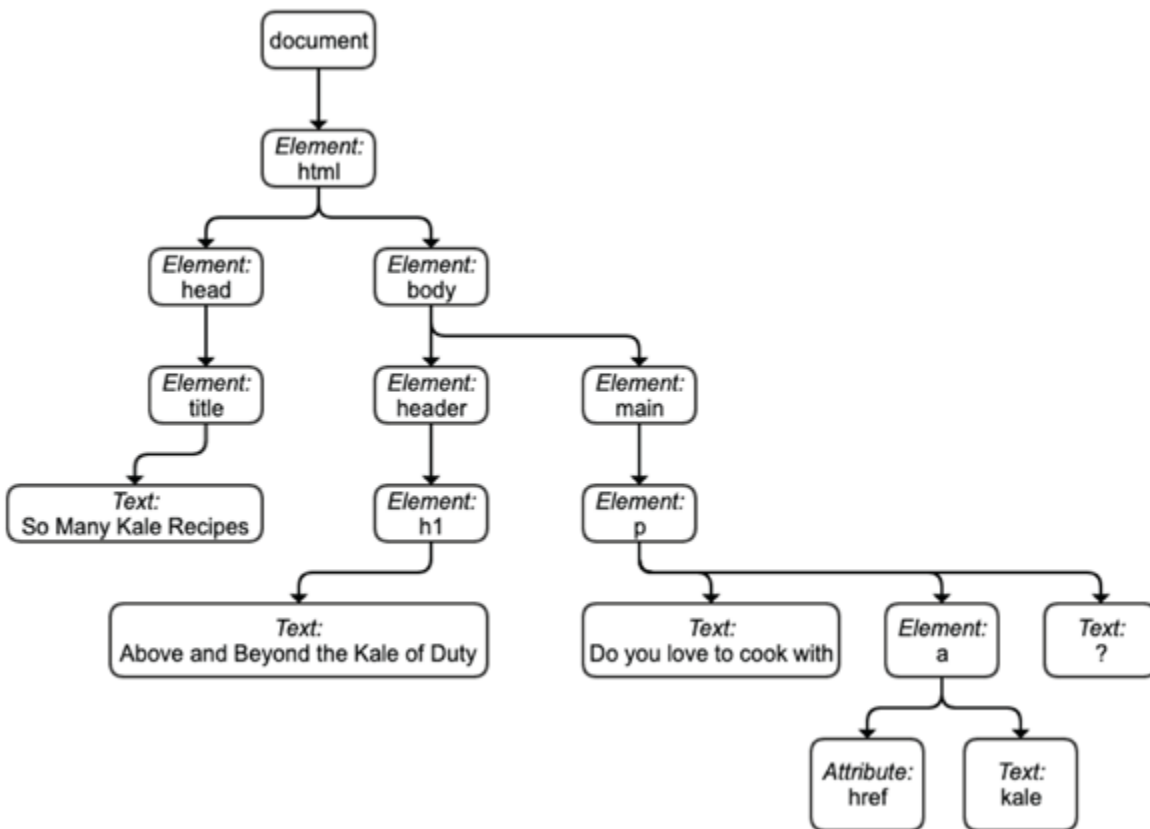 document
Element:
html
Element:
head
Element:
body
Element:
title
Element:
header
Element:
main
Text:
So Many Kale Recipes
Element:
h1
Element:
p
Text:
Above and Beyond the Kale of Duty
Text:
Do you love to cook with
Element:
a
Text:
?
Attribute:
href
Text:
kale